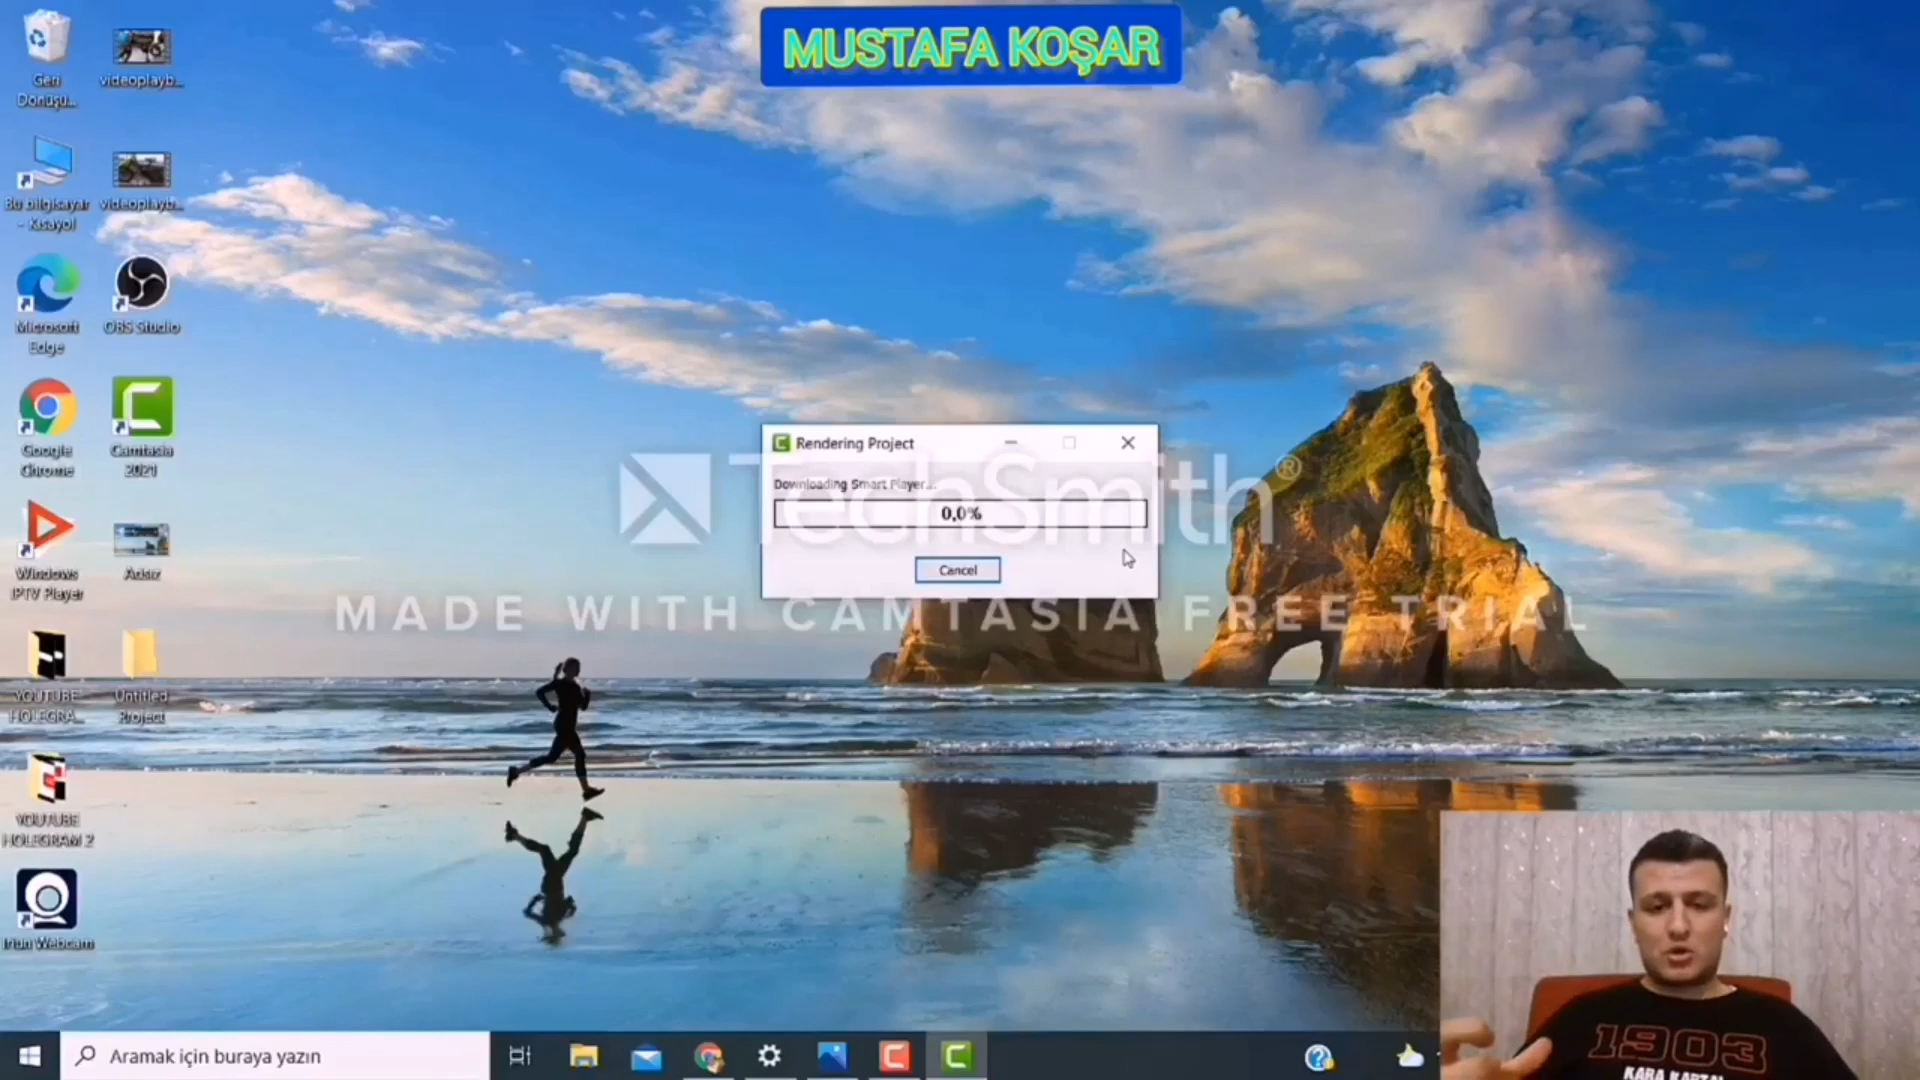 MUSTAFA KOŞAR
Geri
Dönüşü...
videoplayb...
Bu bilgisayar
- Kısayol
videoplayb...
Microsoft
Edge
OBS Studio
Google
Chrome
Camtasia
2021
Windows
IPTV Player
Adsız
YOUTUBE
HOLEGRA...
Untitled
Project
YOUTUBE
HOLEGRAM 2
Iriun Webcam
Rendering Project
Downloading Smart Player...
0,0%
Cancel
TechSmith®
MADE WITH CAMTASIA FREE TRIAL
Aramak için buraya yazın
1903
KARA KARTAL